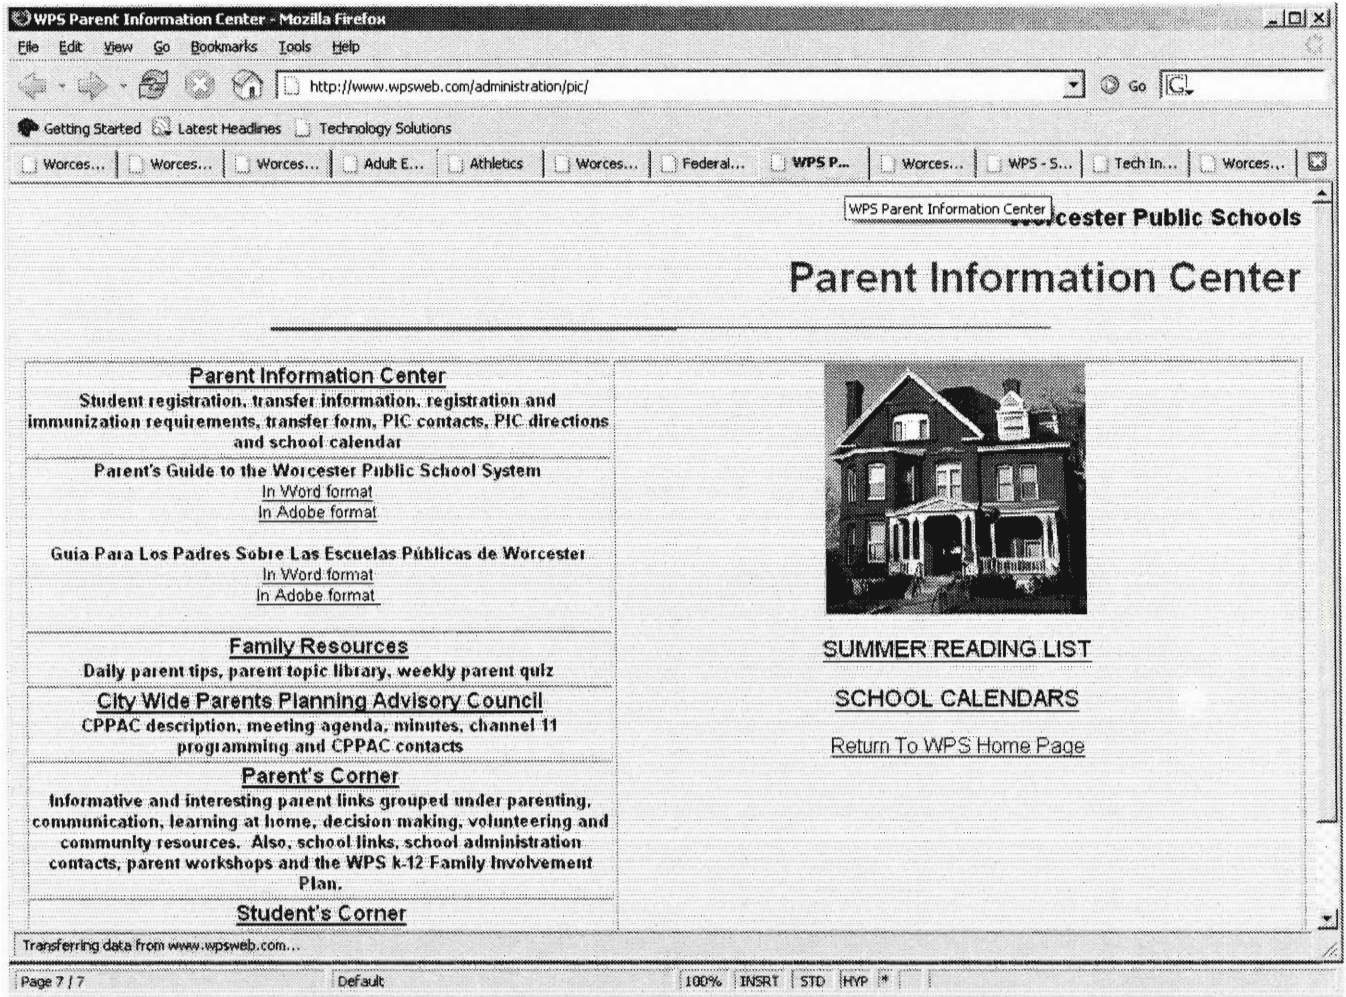 WPS Parent Information Center - Mozilla Firefox
File Edit View Go Bookmarks Tools Help
http://www.wpsweb.com/administration/pic/ Go G
Getting Started Latest Headlines Technology Solutions
Worces... Worces... Worces... Adult E... Athletics Worces... Federal... WPS P... Worces... WPS - S... Tech In... Worces...
WPS Parent Information Center
cester Public Schools
Parent Information Center
Parent Information Center
Student registration, transfer information, registration and
immunization requirements, transfer form, PIC contacts, PIC directions
and school calendar
Parent's Guide to the Worcester Public School System
In Word format
In Adobe format
Guia Para Los Padres Sobre Las Escuelas Públicas de Worcester
In Word format
In Adobe format
Family Resources
Daily parent tips, parent topic library, weekly parent quiz
City Wide Parents Planning Advisory Council
CPPAC description, meeting agenda, minutes, channel 11
programming and CPPAC contacts
Parent's Corner
Informative and interesting parent links grouped under parenting,
communication, learning at home, decision making, volunteering and
community resources. Also, school links, school administration
contacts, parent workshops and the WPS k-12 Family Involvement
Plan.
Student's Corner
SUMMER READING LIST
SCHOOL CALENDARS
Return To WPS Home Page
Transferring data from www.wpsweb.com...
Page 7 / 7 Default 100% INSRT STD HYP *